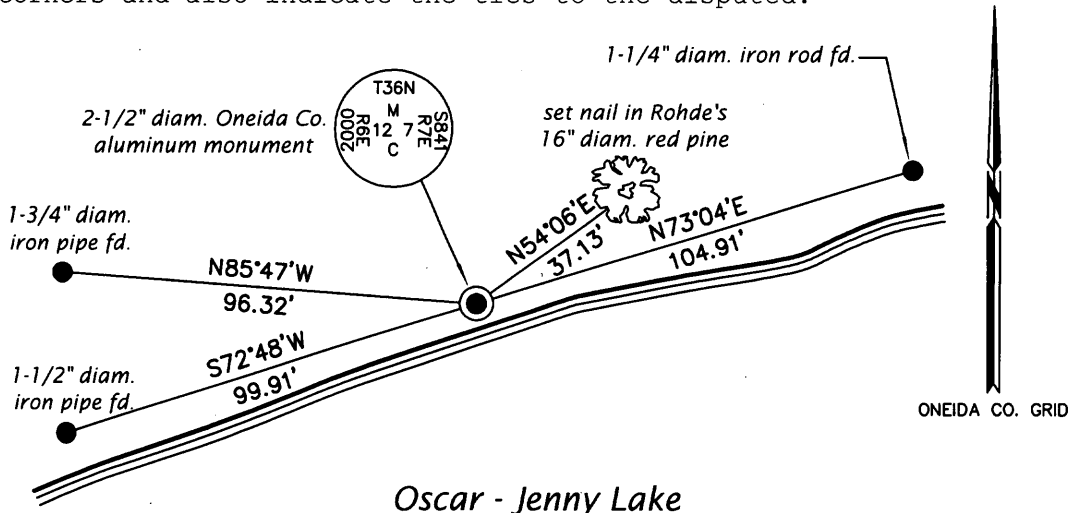 corners and also indicate the ties to the disputed.
1-1/4" diam. iron rod fd.
2-1/2" diam. Oneida Co.
aluminum monument
T36N
M
2000
R6E
12 7
R7E
S841
C
set nail in Rohde's
16" diam. red pine
1-3/4" diam.
iron pipe fd.
N85°47'W
96.32'
N54°06'E
37.13'
N73°04'E
104.91'
N
S72°48'W
99.91'
1-1/2" diam.
iron pipe fd.
ONEIDA CO. GRID
Oscar - Jenny Lake